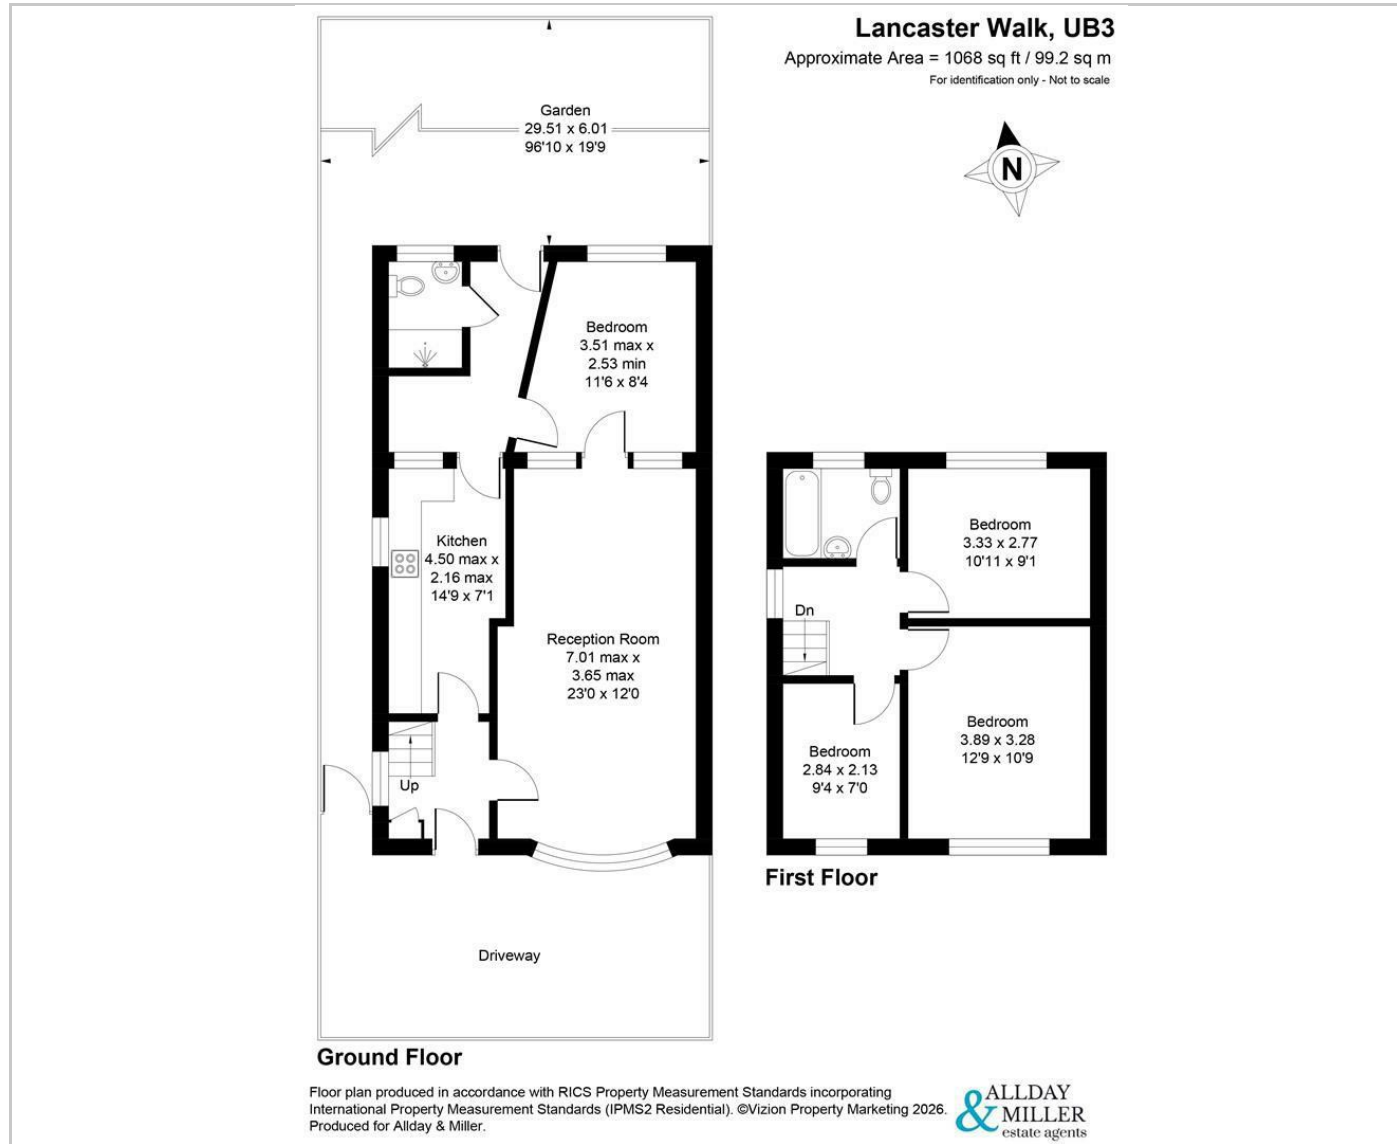 Lancaster Walk, UB3
Approximate Area = 1068 sq ft / 99.2 sq m
For identification only - Not to scale
N
Garden
29.51 x 6.01
96'10 x 19'9
Bedroom
3.51 max x
2.53 min
11'6 x 8'4
Kitchen
4.50 max x
2.16 max
14'9 x 7'1
Reception Room
7.01 max x
3.65 max
23'0 x 12'0
Up
Driveway
Ground Floor
Bedroom
3.33 x 2.77
10'11 x 9'1
Dn
Bedroom
3.89 x 3.28
12'9 x 10'9
Bedroom
2.84 x 2.13
9'4 x 7'0
First Floor
Floor plan produced in accordance with RICS Property Measurement Standards incorporating
International Property Measurement Standards (IPMS2 Residential). ©Vizion Property Marketing 2026.
Produced for Allday & Miller.
ALLDAY
& MILLER
estate agents